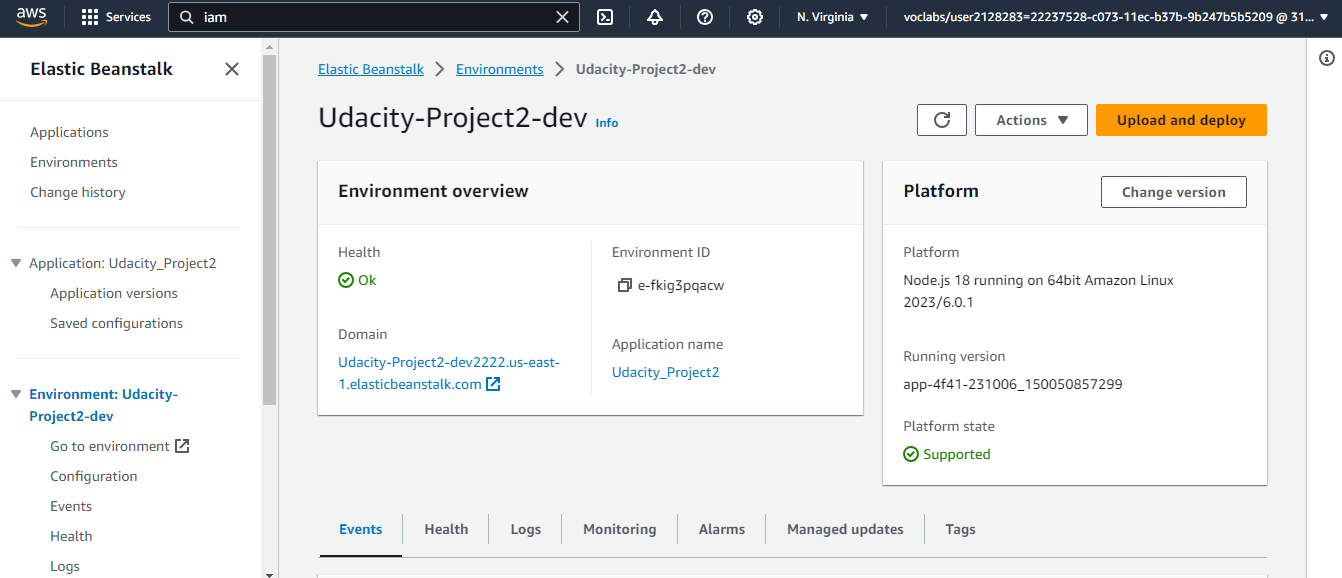 aws
Services
iam
N. Virginia
voclabs/user2128283=22237528-c073-11ec-b37b-9b247b5b5209 @ 31...
Elastic Beanstalk
Applications
Environments
Change history
Application: Udacity_Project2
Application versions
Saved configurations
Environment: Udacity-
Project2-dev
Go to environment
Configuration
Events
Health
Logs
Elastic Beanstalk
Environments
Udacity-Project2-dev
Udacity-Project2-dev Info
Actions
Upload and deploy
Environment overview
Health
Ok
Domain
Udacity-Project2-dev2222.us-east-
1.elasticbeanstalk.com
Environment ID
e-fkig3pqacw
Application name
Udacity_Project2
Platform
Change version
Platform
Node.js 18 running on 64bit Amazon Linux
2023/6.0.1
Running version
app-4f41-231006_150050857299
Platform state
Supported
Events
Health
Logs
Monitoring
Alarms
Managed updates
Tags